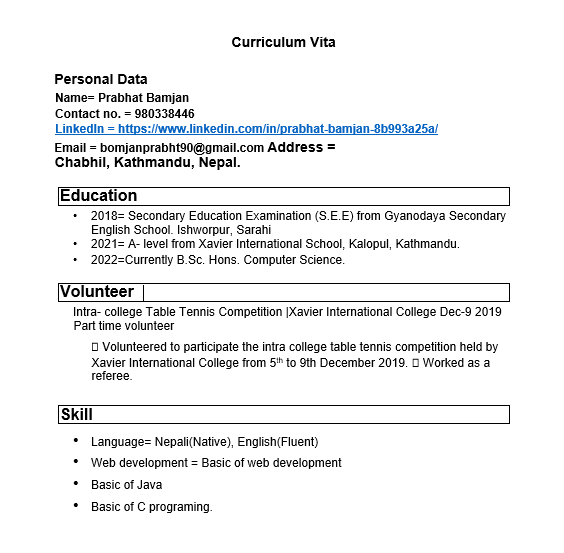 Curriculum Vita
Personal Data
Name= Prabhat Bamjan
Contact no. = 980338446
LinkedIn = https://www.linkedin.com/in/prabhat-bamjan-8b993a25a/
Email = bomjanprabht90@gmail.com Address =
Chabhil, Kathmandu, Nepal.
Education
• 2018= Secondary Education Examination (S.E.E) from Gyanodaya Secondary
English School. Ishworpur, Sarahi
• 2021= A- level from Xavier International School, Kalopul, Kathmandu.
• 2022=Currently B.Sc. Hons. Computer Science.
Volunteer
Intra- college Table Tennis Competition |Xavier International College Dec-9 2019
Part time volunteer
▯ Volunteered to participate the intra college table tennis competition held by
Xavier International College from 5th to 9th December 2019. ▯ Worked as a
referee.
Skill
• Language= Nepali(Native), English(Fluent)
• Web development = Basic of web development
• Basic of Java
• Basic of C programing.